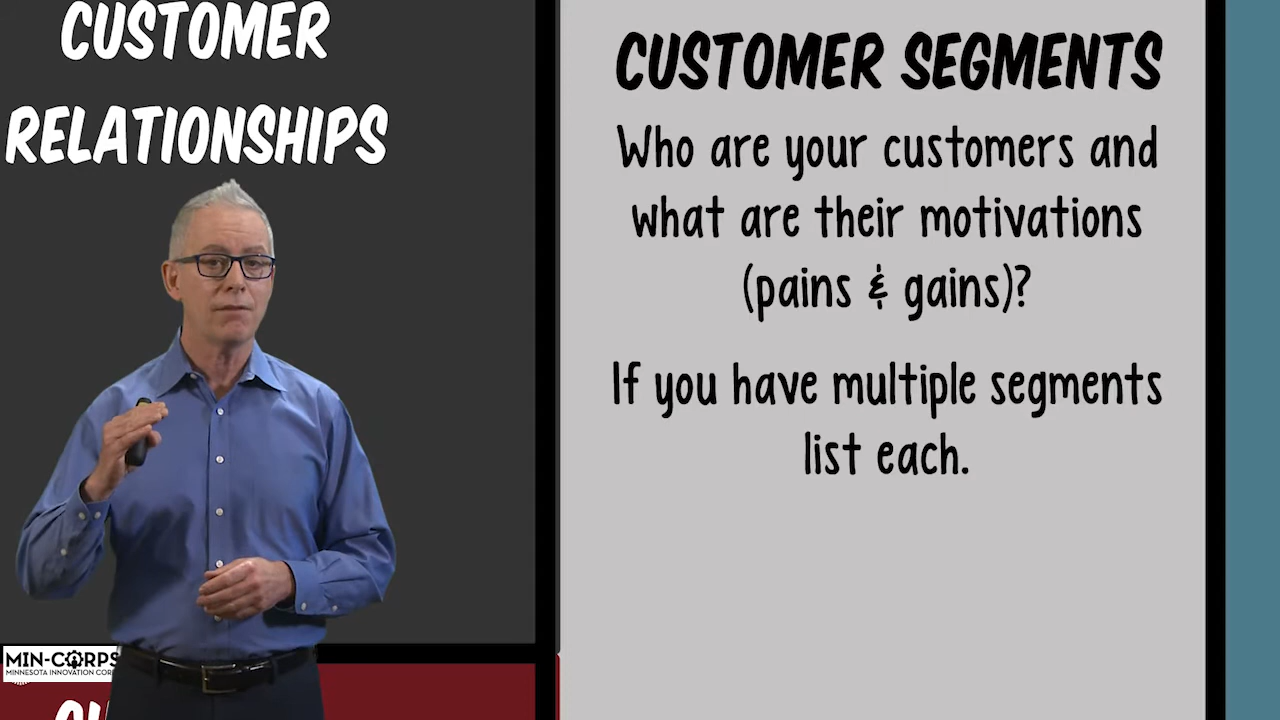 CUSTOMER
RELATIONSHIPS
CUSTOMER SEGMENTS
Who are your customers and
what are their motivations
(pains & gains)?
If you have multiple segments
list each.
MIN-CORPS
MINNESOTA INNOVATION COR